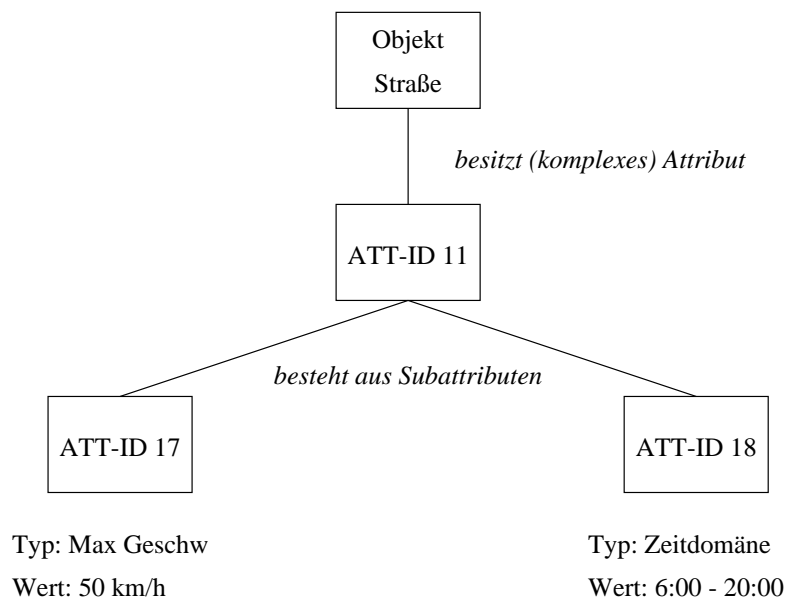 Objekt
Straße
besitzt (komplexes) Attribut
ATT-ID 11
besteht aus Subattributen
ATT-ID 17
ATT-ID 18
Typ: Max Geschw
Wert: 50 km/h
Typ: Zeitdomäne
Wert: 6:00 - 20:00